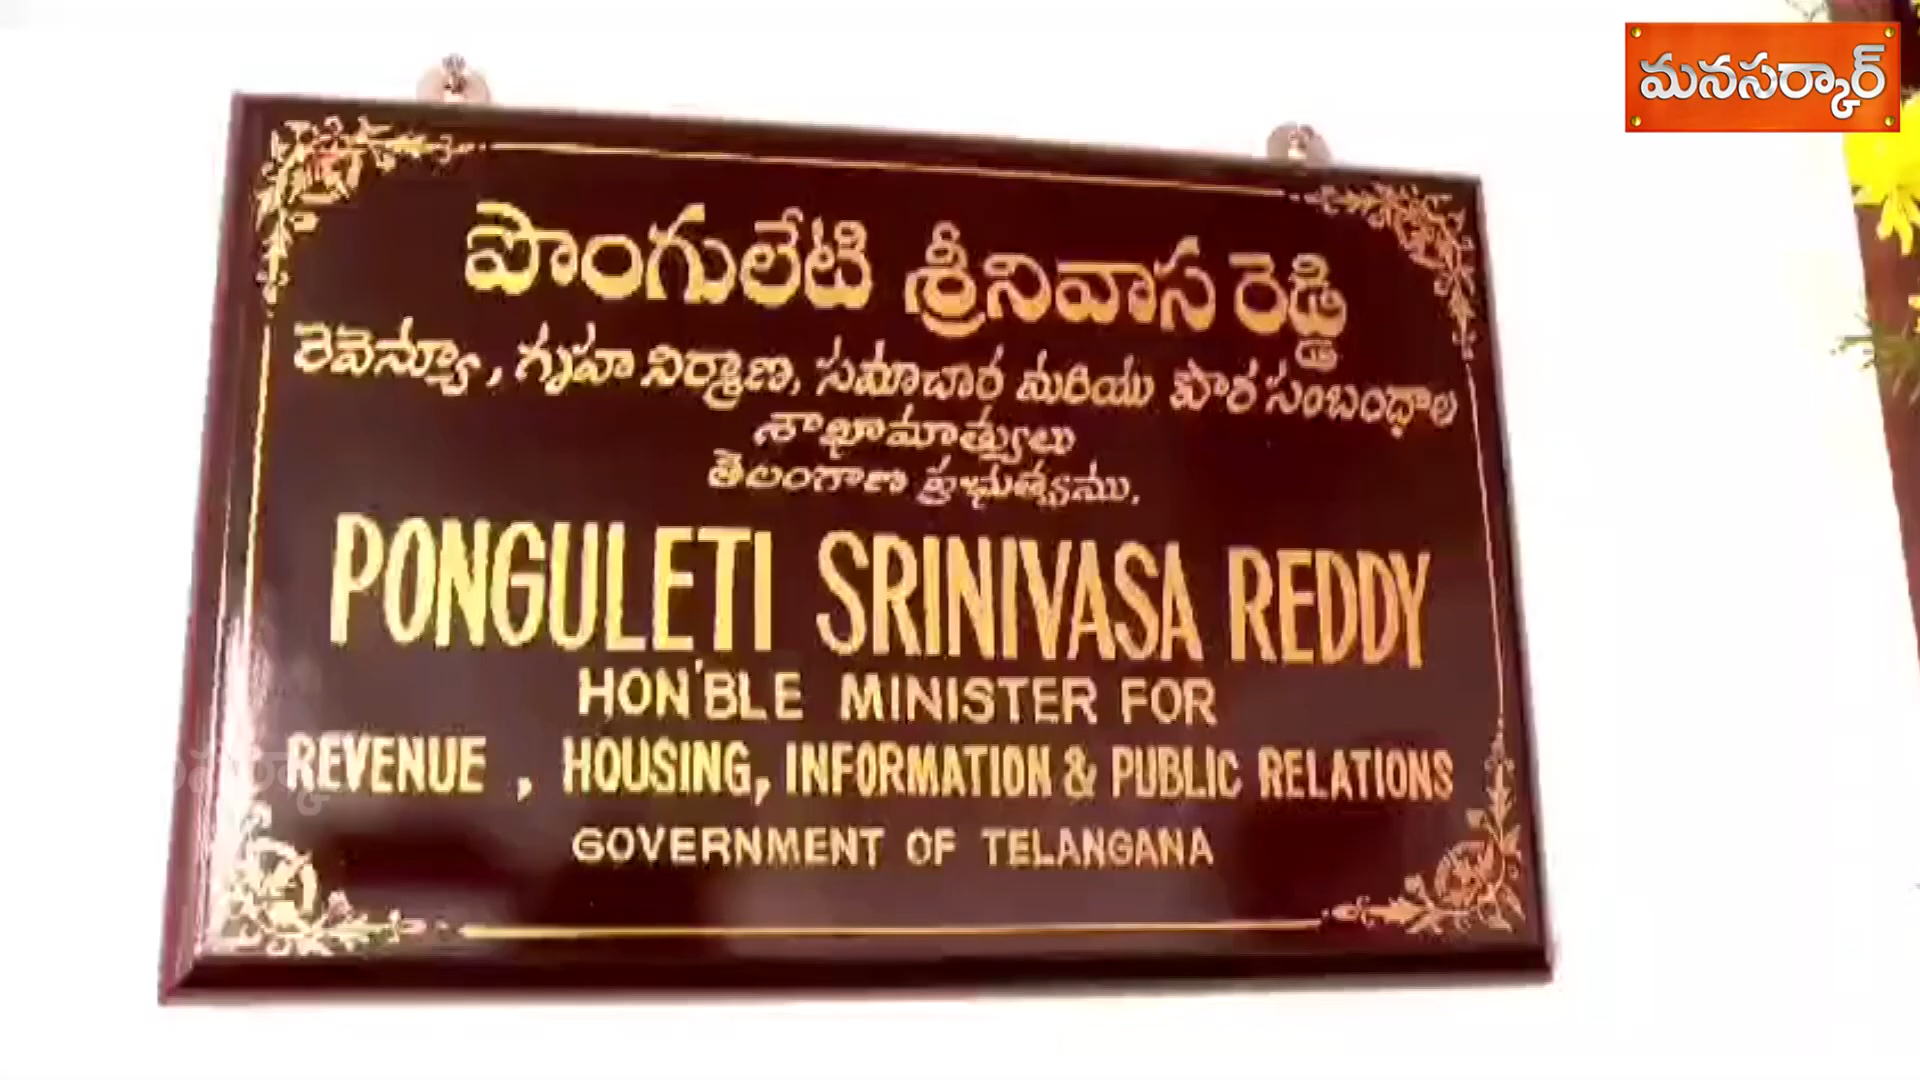 మనసర్కార్
పొంగులేటి శ్రీనివాస రెడ్డి
రెవెన్యూ, గృహ నిర్మాణ, సమాచార మరియు పౌర సంబంధాల
శాఖామాత్యులు
తెలంగాణ ప్రభుత్వము.
PONGULETI SRINIVASA REDDY
HON'BLE MINISTER FOR
REVENUE , HOUSING, INFORMATION & PUBLIC RELATIONS
GOVERNMENT OF TELANGANA